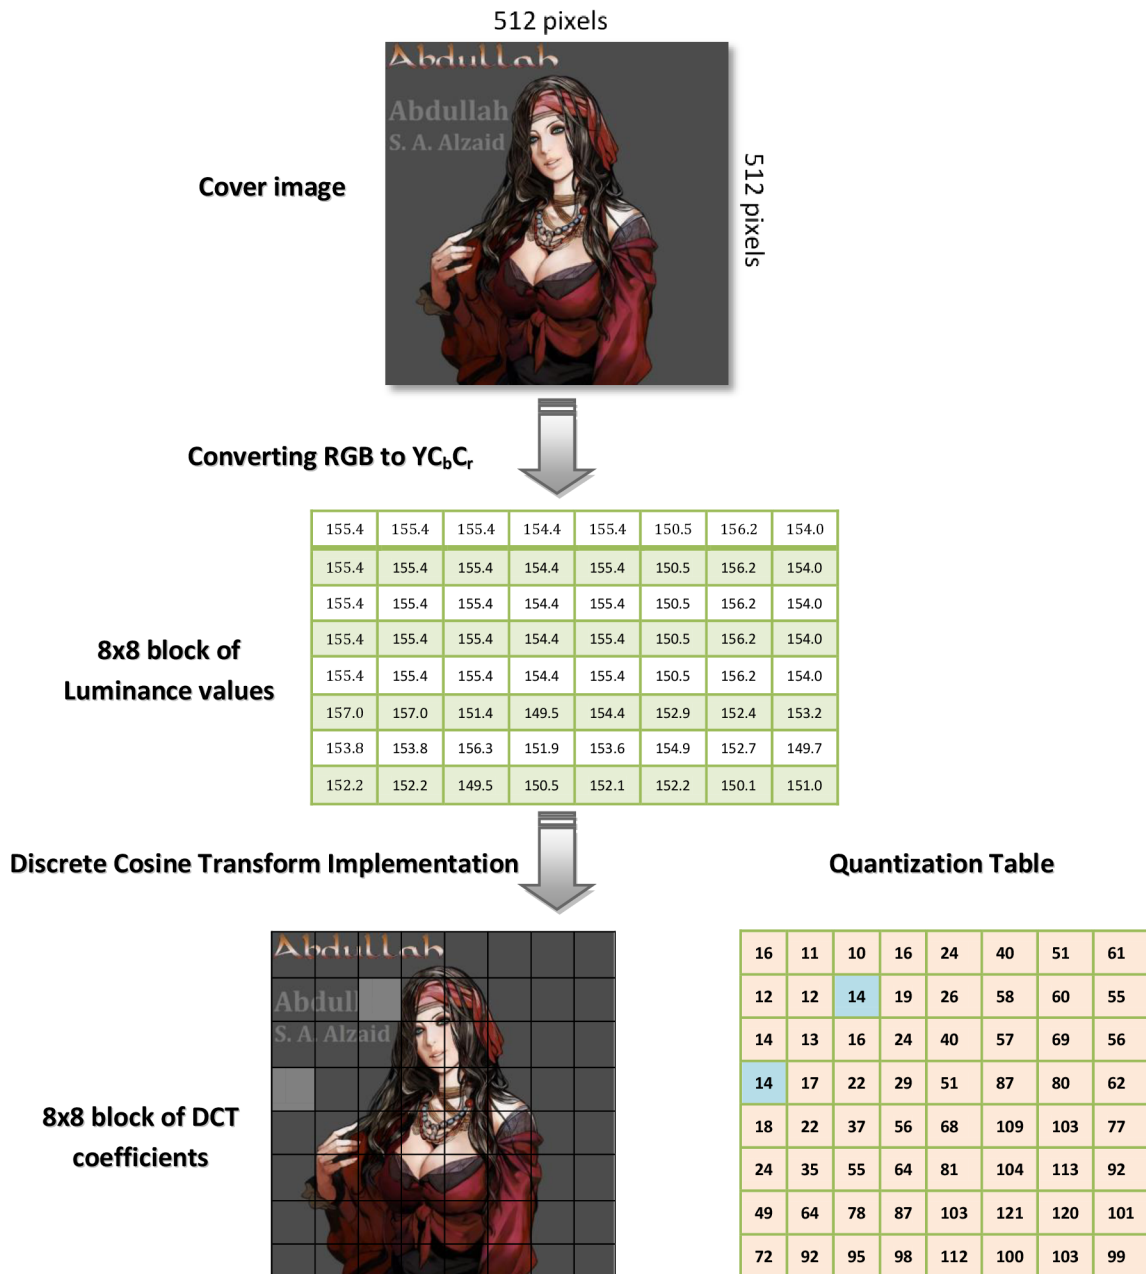 512 pixels
Abdullah
Abdullah
S. A. Alzaid
512 pixels
Cover image
Converting RGB to YCbCr
155.4 155.4 155.4 154.4 155.4 150.5 156.2 154.0
155.4 155.4 155.4 154.4 155.4 150.5 156.2 154.0
155.4 155.4 155.4 154.4 155.4 150.5 156.2 154.0
155.4 155.4 155.4 154.4 155.4 150.5 156.2 154.0
155.4 155.4 155.4 154.4 155.4 150.5 156.2 154.0
157.0 157.0 151.4 149.5 154.4 152.9 152.4 153.2
153.8 153.8 156.3 151.9 153.6 154.9 152.7 149.7
152.2 152.2 149.5 150.5 152.1 152.2 150.1 151.0
8x8 block of
Luminance values
Discrete Cosine Transform Implementation
Quantization Table
Abdullah
Abdull
S. A. Alzaid
8x8 block of DCT
coefficients
16 11 10 16 24 40 51 61
12 12 14 19 26 58 60 55
14 13 16 24 40 57 69 56
14 17 22 29 51 87 80 62
18 22 37 56 68 109 103 77
24 35 55 64 81 104 113 92
49 64 78 87 103 121 120 101
72 92 95 98 112 100 103 99